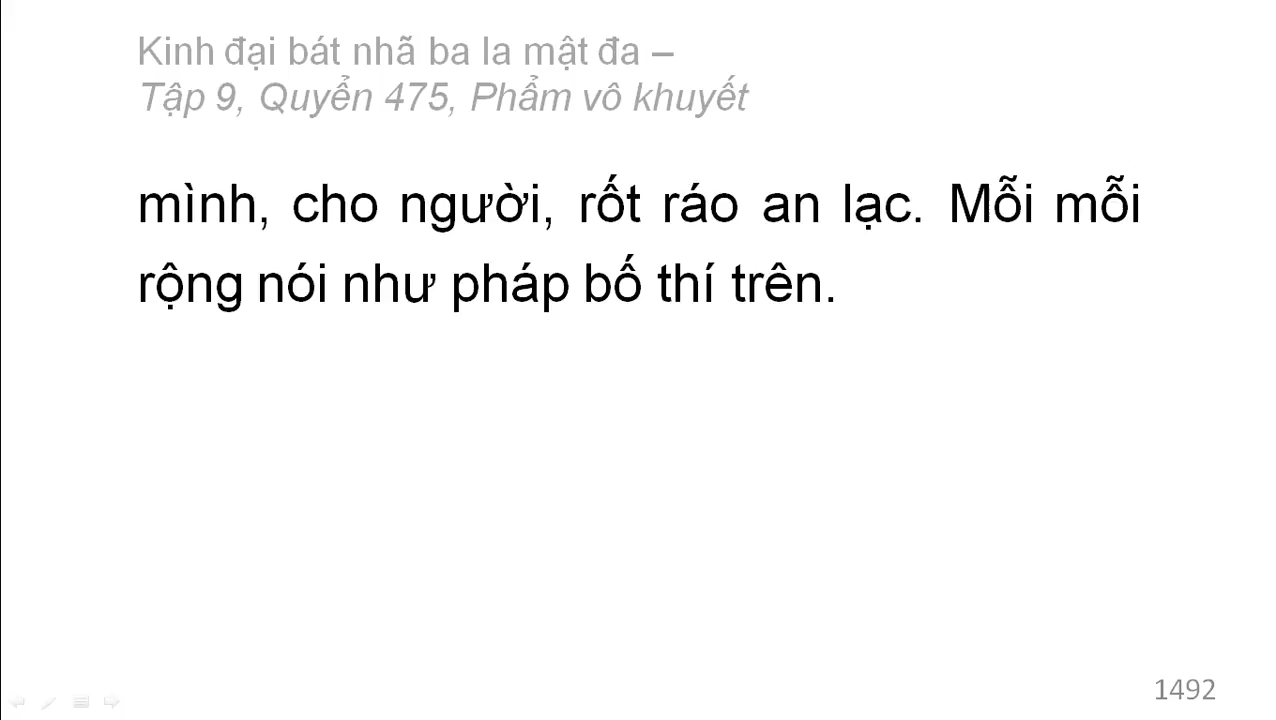 Kinh đại bát nhã ba la mật đa –
Tập 9, Quyển 475, Phẩm vô khuyết
mình, cho người, rốt ráo an lạc. Mỗi mỗi
rộng nói như pháp bố thí trên.
1492